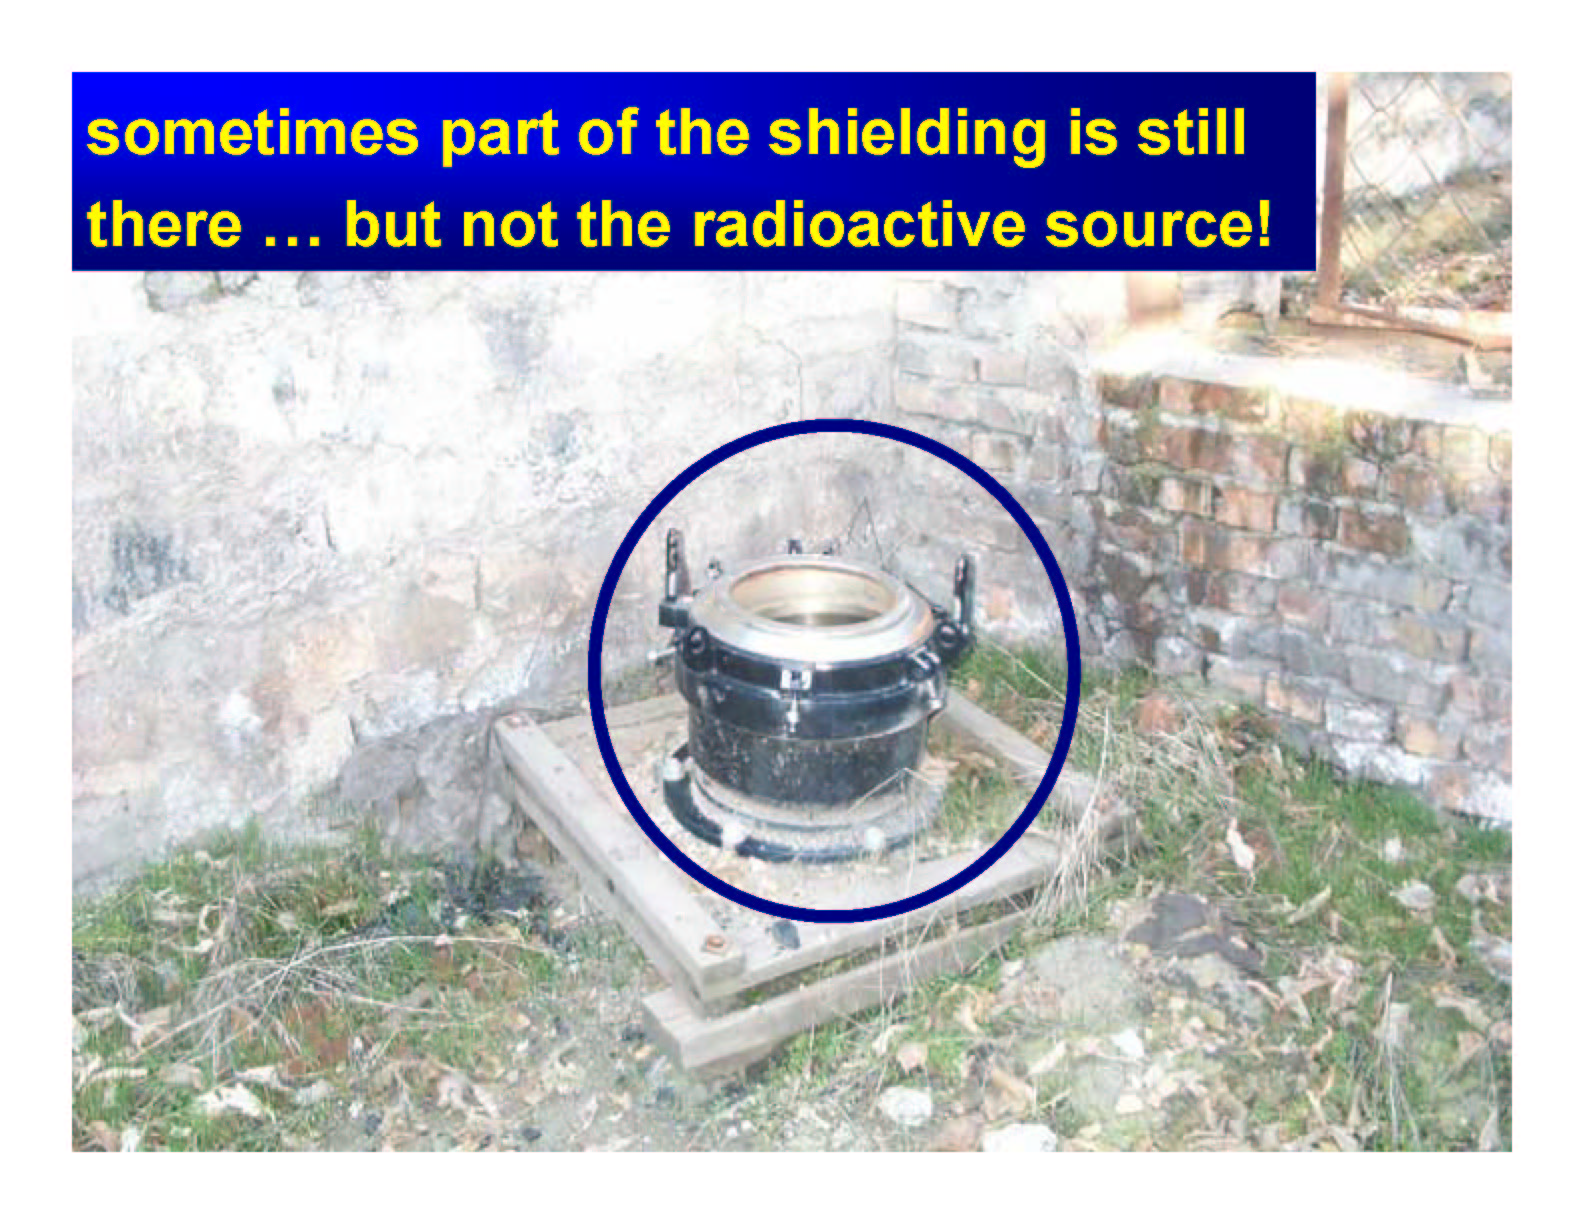 sometimes part of the shielding is still
there … but not the radioactive source!